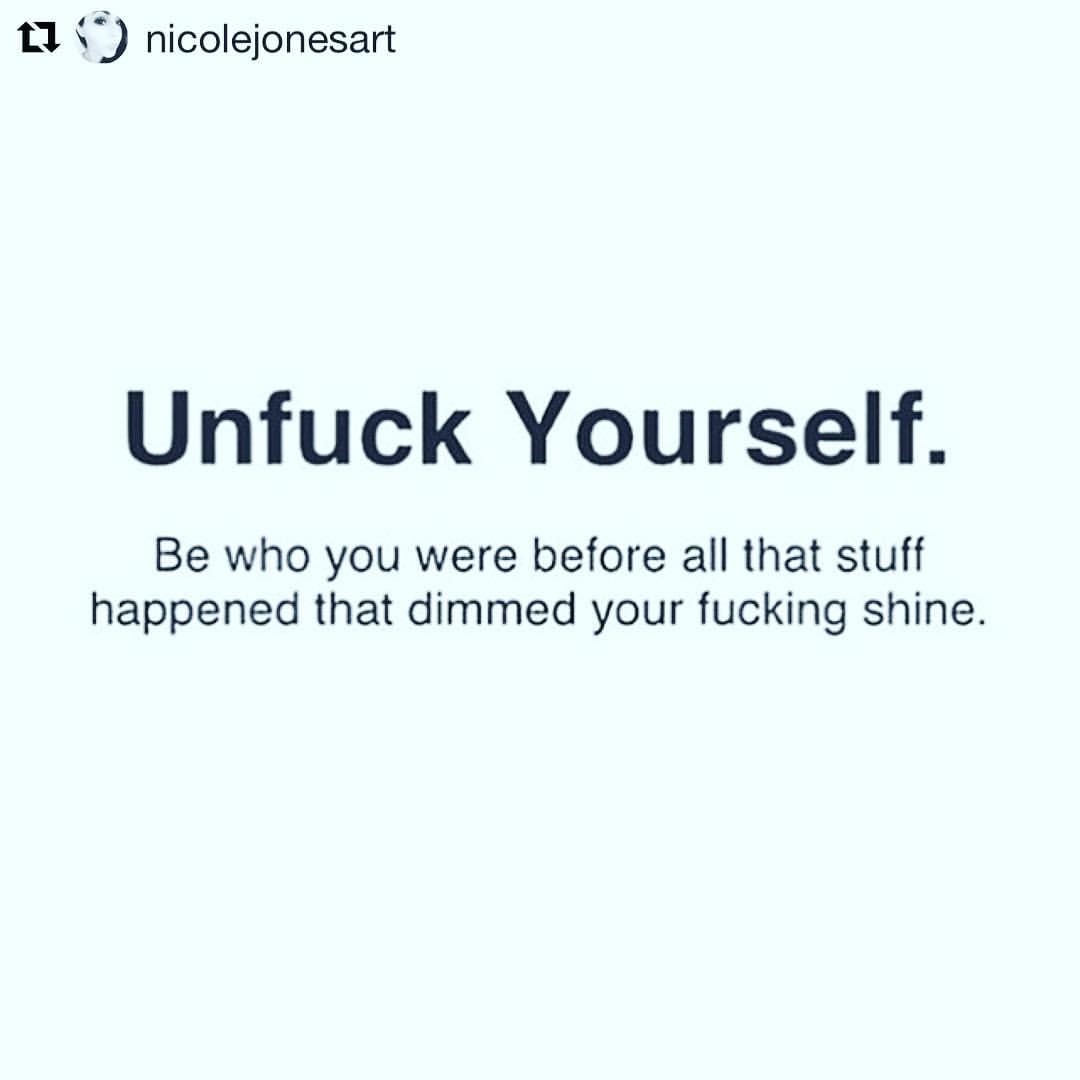 nicolejonesart
Unfuck Yourself.
Be who you were before all that stuff
happened that dimmed your fucking shine.